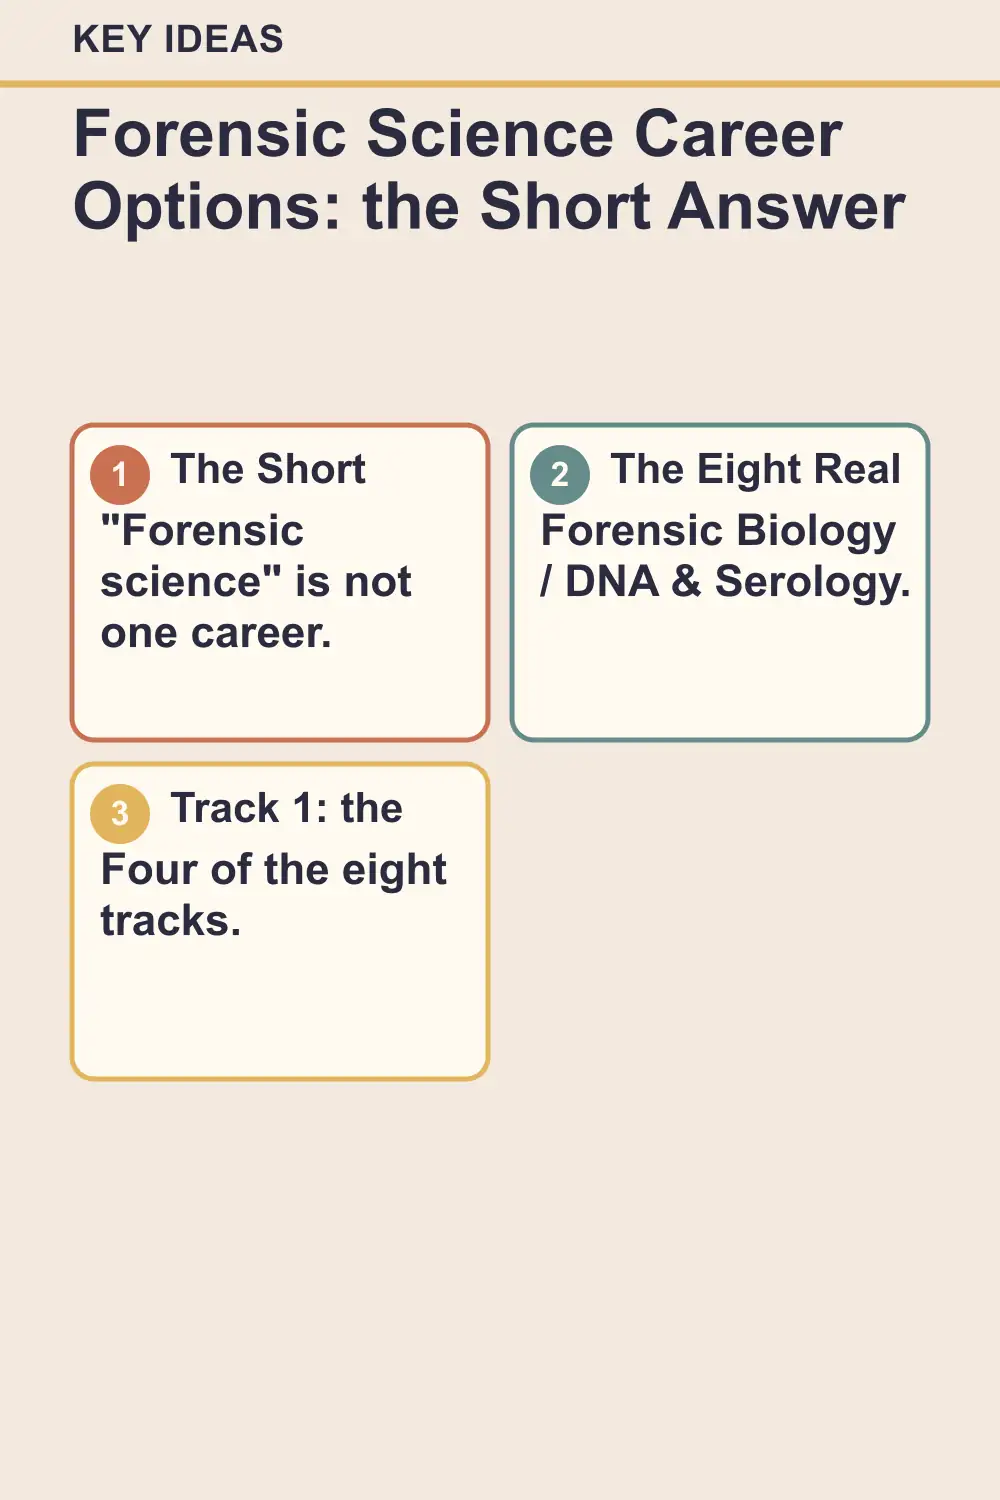 KEY IDEAS
Forensic Science Career
Options: the Short Answer
1 The Short
"Forensic
science" is not
one career.
2 The Eight Real
Forensic Biology
/ DNA & Serology.
3 Track 1: the
Four of the eight
tracks.